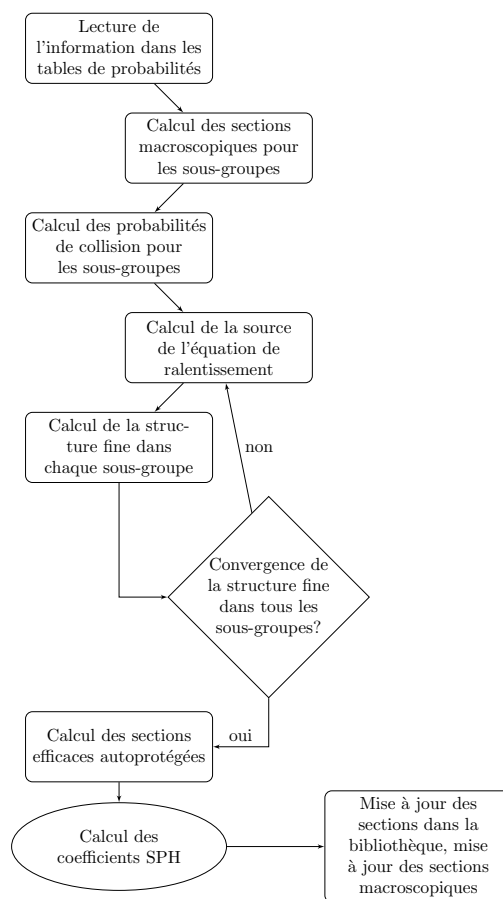 Lecture de
l'information dans les
tables de probabilités
Calcul des sections
macroscopiques pour
les sous-groupes
Calcul des probabilités
de collision pour
les sous-groupes
Calcul de la source
de l'équation de
ralentissement
Calcul de la struc-
ture fine dans
chaque sous-groupe
non
Convergence de
la structure fine
dans tous les
sous-groupes?
oui
Calcul des sections
efficaces autoprotégées
Calcul des
coefficients SPH
Mise à jour des
sections dans la
bibliothèque, mise
à jour des sections
macroscopiques